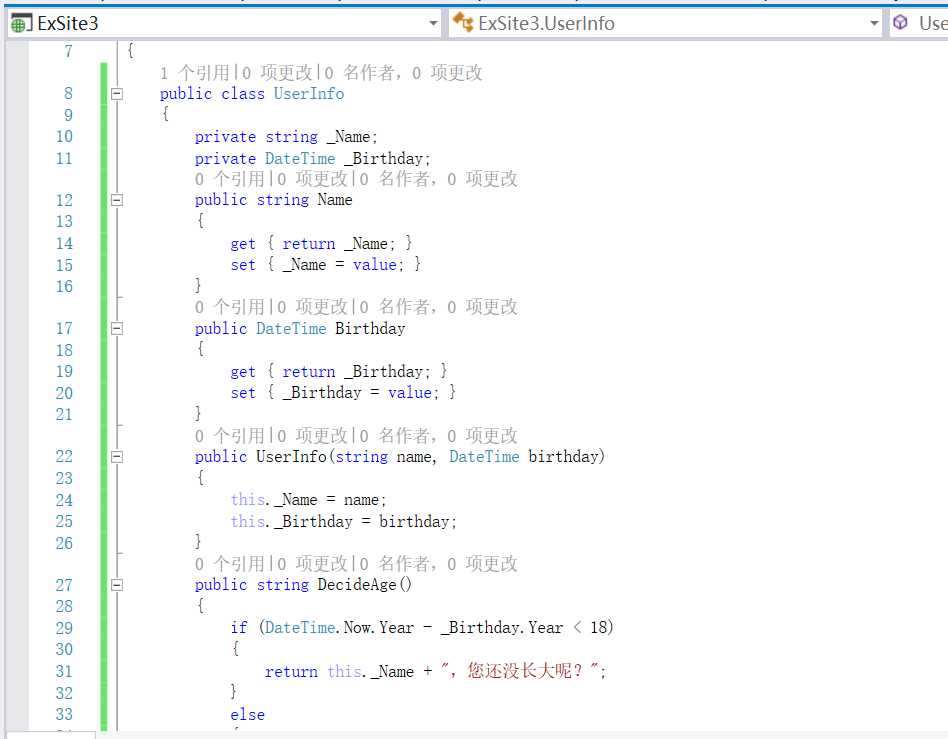 ExSite3 ExSite3.UserInfo Use
7 {
1 个引用|0 项更改|0 名作者, 0 项更改
8 public class UserInfo
9 {
10 private string _Name;
11 private DateTime _Birthday;
0 个引用|0 项更改|0 名作者, 0 项更改
12 public string Name
13 {
14 get { return _Name; }
15 set { _Name = value; }
16 }
0 个引用|0 项更改|0 名作者, 0 项更改
17 public DateTime Birthday
18 {
19 get { return _Birthday; }
20 set { _Birthday = value; }
21 }
0 个引用|0 项更改|0 名作者, 0 项更改
22 public UserInfo(string name, DateTime birthday)
23 {
24 this._Name = name;
25 this._Birthday = birthday;
26 }
0 个引用|0 项更改|0 名作者, 0 项更改
27 public string DecideAge()
28 {
29 if (DateTime.Now.Year - _Birthday.Year < 18)
30 {
31 return this._Name + ", 您还没长大呢? ";
32 }
33 else